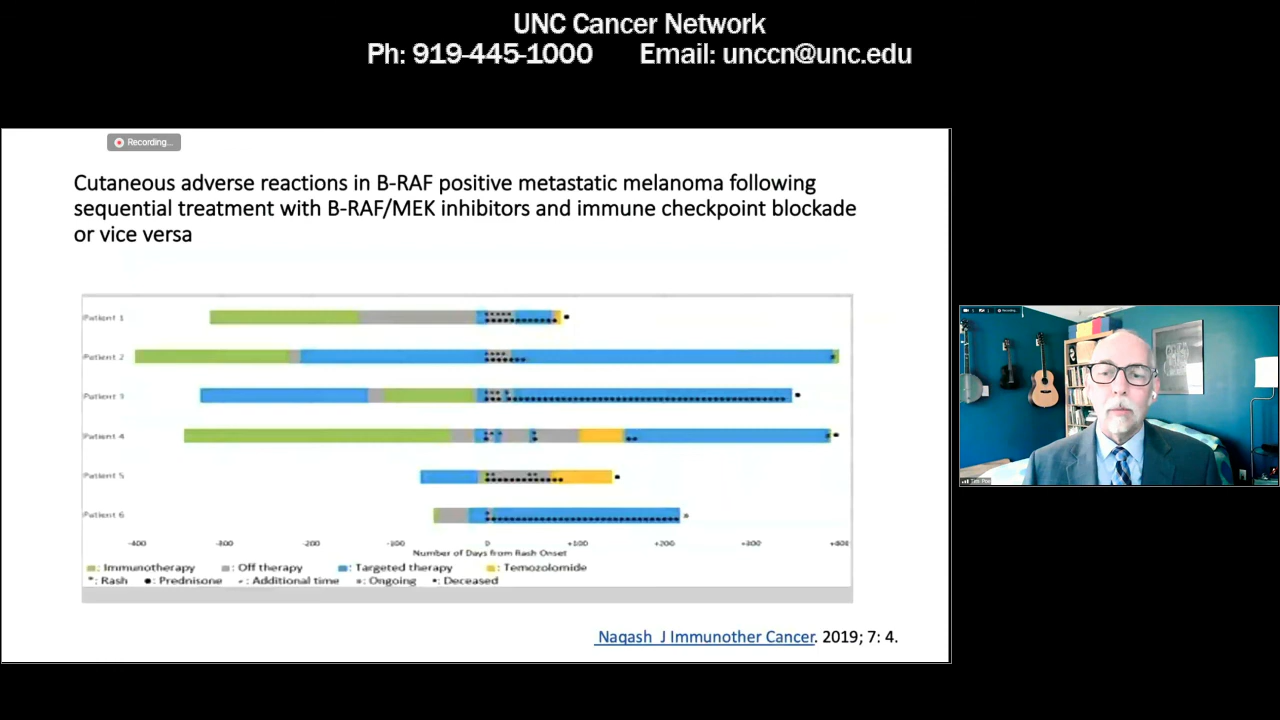 UNC Cancer Network
Ph: 919-445-1000 Email: unccn@unc.edu
Recording...
Cutaneous adverse reactions in B-RAF positive metastatic melanoma following
sequential treatment with B-RAF/MEK inhibitors and immune checkpoint blockade
or vice versa
Patient 1
Patient 2
Patient 3
Patient 4
Patient 5
Patient 6
-400 -300 -200 -100 0 +100 +200 +300 +400
Number of Days from Rash Onset
: Immunotherapy : Off therapy : Targeted therapy : Temozolomide
*: Rash ●: Prednisone : Additional time : Ongoing : Deceased
Naqash J Immunother Cancer. 2019; 7: 4.